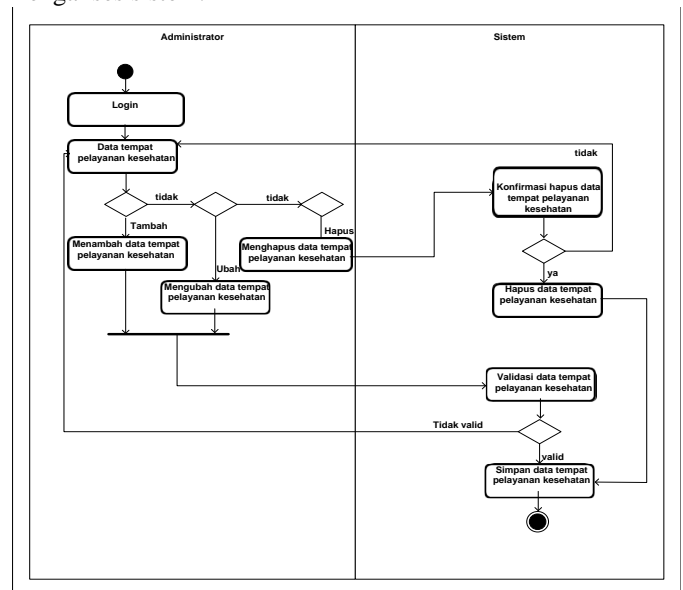 Administrator
Sistem
Login
Data tempat
pelayanan kesehatan
tidak
tidak
tidak
Konfirmasi hapus data
tempat pelayanan
kesehatan
Tambah
Hapus
Menambah data tempat
pelayanan kesehatan
Menghapus data tempat
pelayanan kesehatan
Ubah
ya
Mengubah data tempat
pelayanan kesehatan
Hapus data tempat
pelayanan kesehatan
Validasi data tempat
pelayanan kesehatan
Tidak valid
valid
Simpan data tempat
pelayanan kesehatan